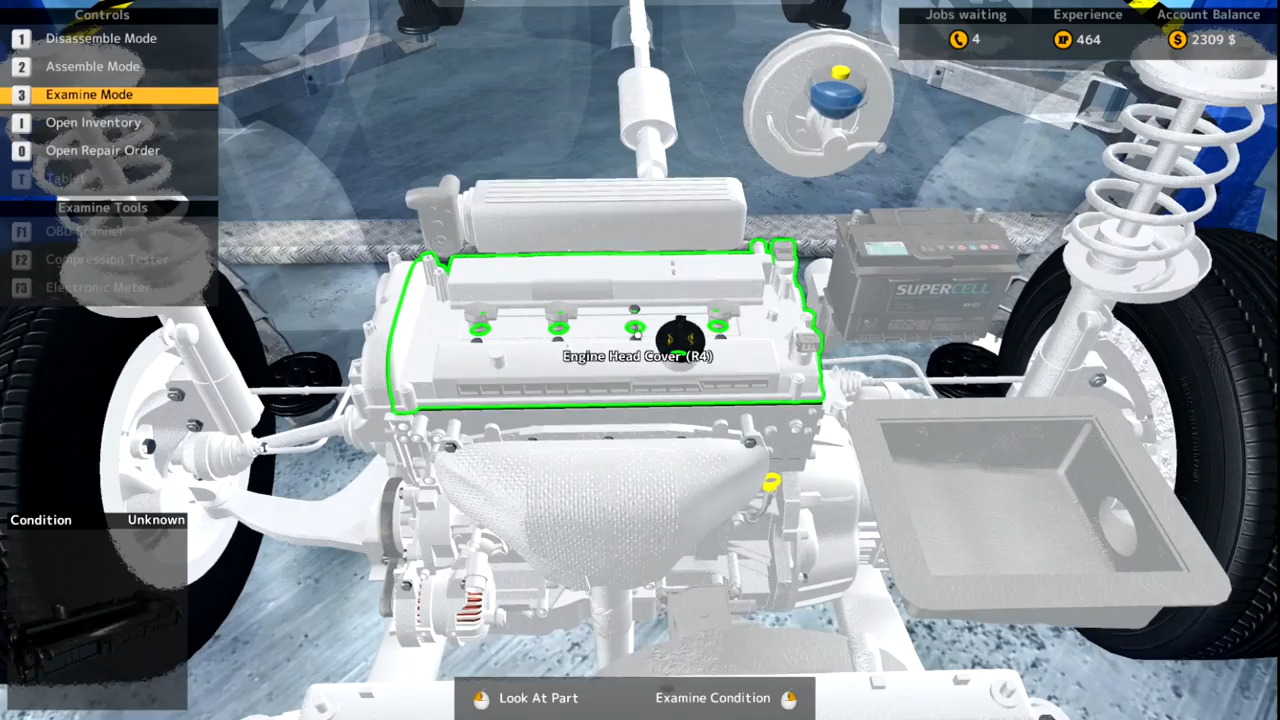 Controls
1 Disassemble Mode
2 Assemble Mode
3 Examine Mode
I Open Inventory
O Open Repair Order
T Tablet
Examine Tools
F1 OBD Scanner
F2 Compression Tester
F3 Electronic Meter
Jobs waiting Experience Account Balance
4 XP 464 $ 2309 $
SUPERCELL
Engine Head Cover (R4)
Condition Unknown
Look At Part Examine Condition